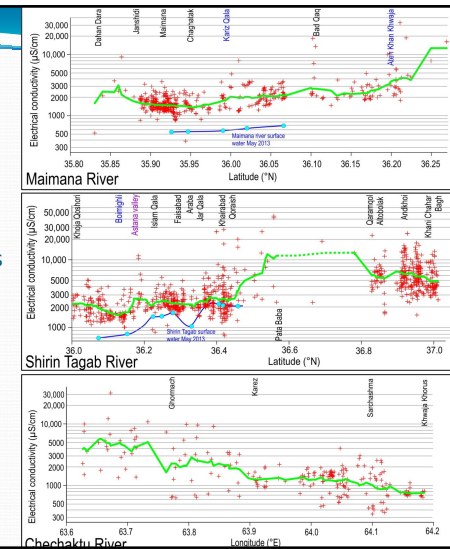 Dahan Dara
Janshidi
Maimana
Chaghatak
Kariz Qala
Bad Qaq
Atah Khan Khwaja
Electrical conductivity (µS/cm)
30,000
20,000
10,000
5000
3000
2000
1000
500
300
Maimana river surface
water May 2013
35.80 35.85 35.90 35.95 36.00 36.05 36.10 36.15 36.20 36.25
Latitude (°N)
Maimana River
Khoja Qoshori
Bolmighli
Astana valley
Islam Qala
Faisabad
Araba
Jar Qala
Khairabad
Qoraish
Pata Baba
Qaramqol
Altobolak
Andkhoi
Khani Chahar
Bagh
Electrical conductivity (µS/cm)
50,000
30,000
20,000
10,000
5000
3000
2000
1000
Shirin Tagab surface
water May 2013
36.0 36.2 36.4 36.6 36.8 37.0
Latitude (°N)
Shirin Tagab River
s
Ghormach
Karez
Sarchashma
Khwaja Khorus
Electrical conductivity (µS/cm)
30,000
20,000
10,000
5000
3000
2000
1000
500
300
63.6 63.7 63.8 63.9 64.0 64.1 64.2
Longitude (°E)
Chechaktu River